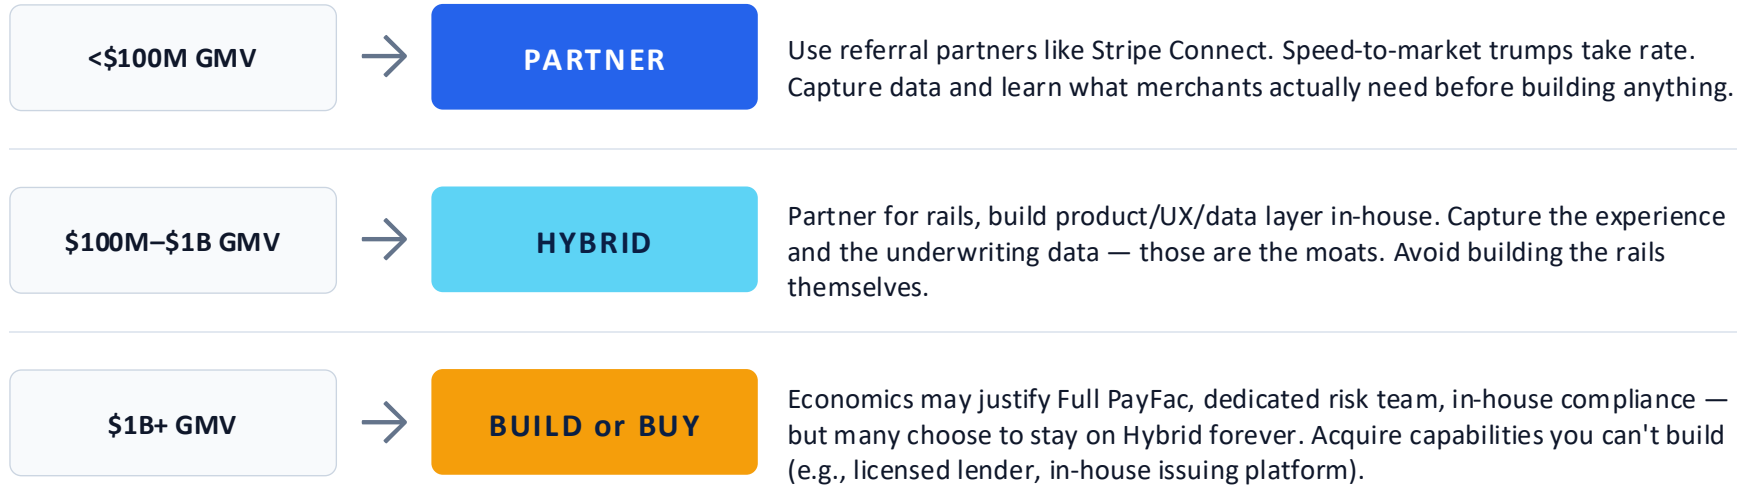 <$100M GMV
PARTNER
Use referral partners like Stripe Connect. Speed-to-market trumps take rate.
Capture data and learn what merchants actually need before building anything.
$100M–$1B GMV
HYBRID
Partner for rails, build product/UX/data layer in-house. Capture the experience
and the underwriting data — those are the moats. Avoid building the rails
themselves.
$1B+ GMV
BUILD or BUY
Economics may justify Full PayFac, dedicated risk team, in-house compliance —
but many choose to stay on Hybrid forever. Acquire capabilities you can't build
(e.g., licensed lender, in-house issuing platform).